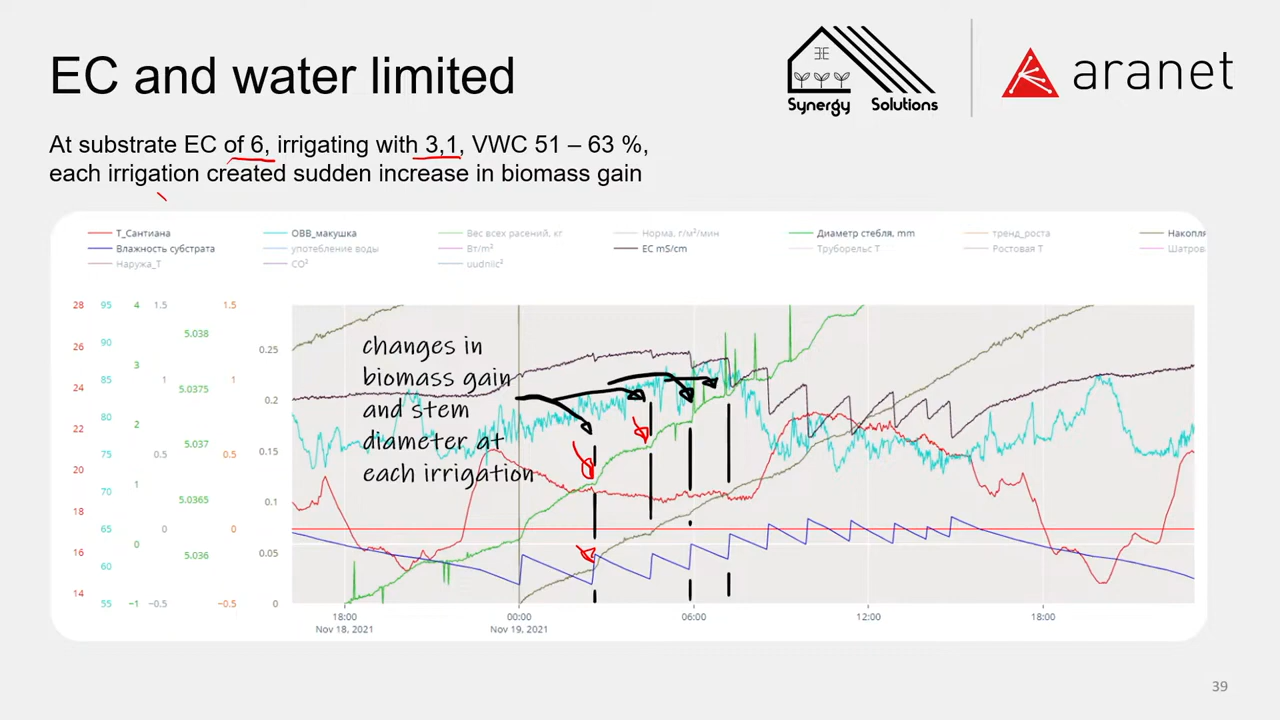 EC and water limited
Synergy Solutions
aranet
At substrate EC of 6, irrigating with 3,1, VWC 51 – 63 %,
each irrigation created sudden increase in biomass gain
Т_Сантиана
ОВВ_макушка
Вес всех расений, кг
Норма, г/м²/мин
Диаметр стебля, mm
тренд_роста
Накопля
Влажность субстрата
употебление воды
Вт/m²
EC mS/cm
Труборельс Т
Ростовая Т
Шатров
Наружа_Т
CO²
uudniic²
28 95 4 1.5 1.5
5.038
26 90
0.25
3
24 85 1 5.0375 1
0.2
80
22 2
75 0.5 5.037 0.5
0.15
20 1
70 5.0365
0.1
18
65 0 0
16 0 5.036 0.05
60
14
55 −1 −0.5 −0.5 0
changes in
biomass gain
and stem
diameter at
each irrigation
18:00 00:00 06:00 12:00 18:00
Nov 18, 2021 Nov 19, 2021
39